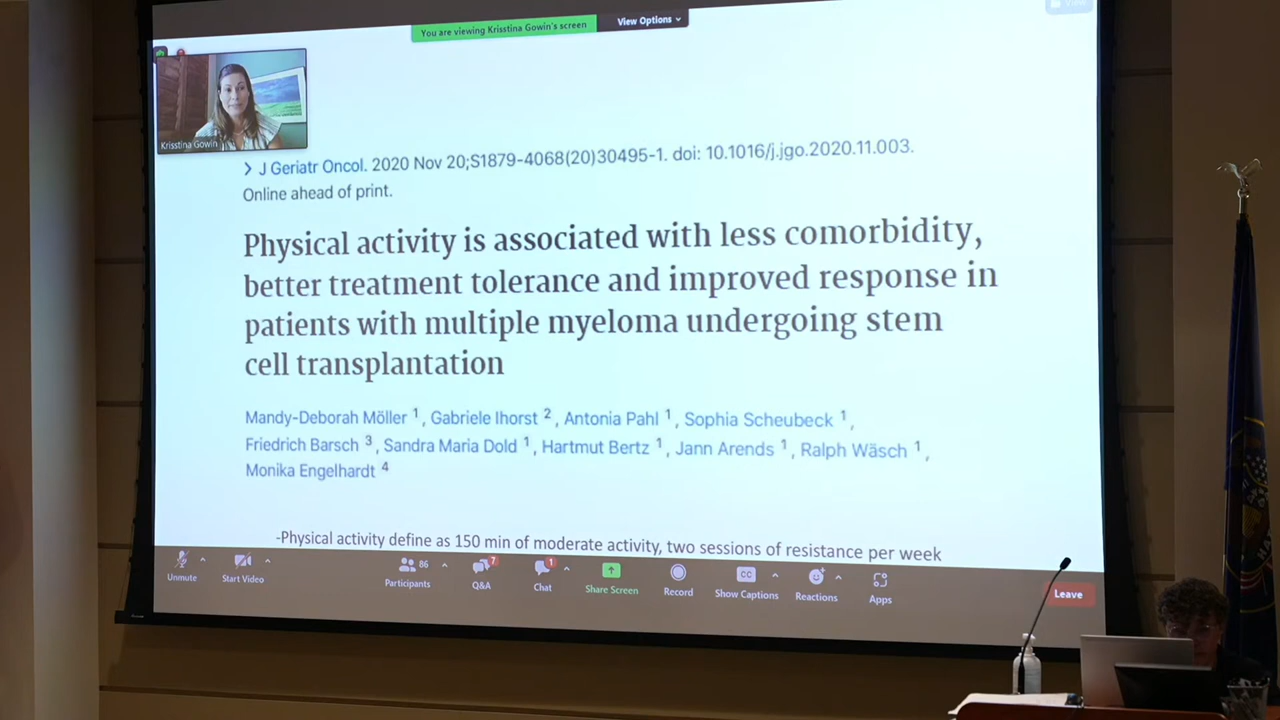 You are viewing Krisstina Gowin's screen
View Options
View
Krisstina Gowin
J Geriatr Oncol. 2020 Nov 20;S1879-4068(20)30495-1. doi: 10.1016/j.jgo.2020.11.003.
Online ahead of print.
Physical activity is associated with less comorbidity,
better treatment tolerance and improved response in
patients with multiple myeloma undergoing stem
cell transplantation
Mandy-Deborah Möller 1, Gabriele Ihorst 2, Antonia Pahl 1, Sophia Scheubeck 1,
Friedrich Barsch 3, Sandra Maria Dold 1, Hartmut Bertz 1, Jann Arends 1, Ralph Wäsch 1,
Monika Engelhardt 4
-Physical activity define as 150 min of moderate activity, two sessions of resistance per week
Unmute
Start Video
86
Participants
7
Q&A
1
Chat
Share Screen
Record
CC
Show Captions
Reactions
Apps
Leave